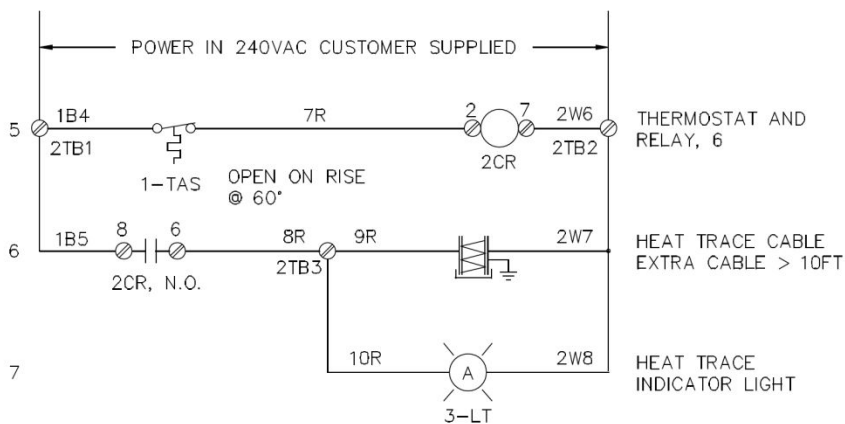 POWER IN 240VAC CUSTOMER SUPPLIED
5 1B4 7R 2 7 2W6 THERMOSTAT AND
2TB1 2CR 2TB2 RELAY, 6
1-TAS OPEN ON RISE
@ 60°
6 1B5 8 6 8R 9R 2W7 HEAT TRACE CABLE
2CR, N.O. 2TB3 EXTRA CABLE > 10FT
7 10R A 2W8 HEAT TRACE
INDICATOR LIGHT
3-LT